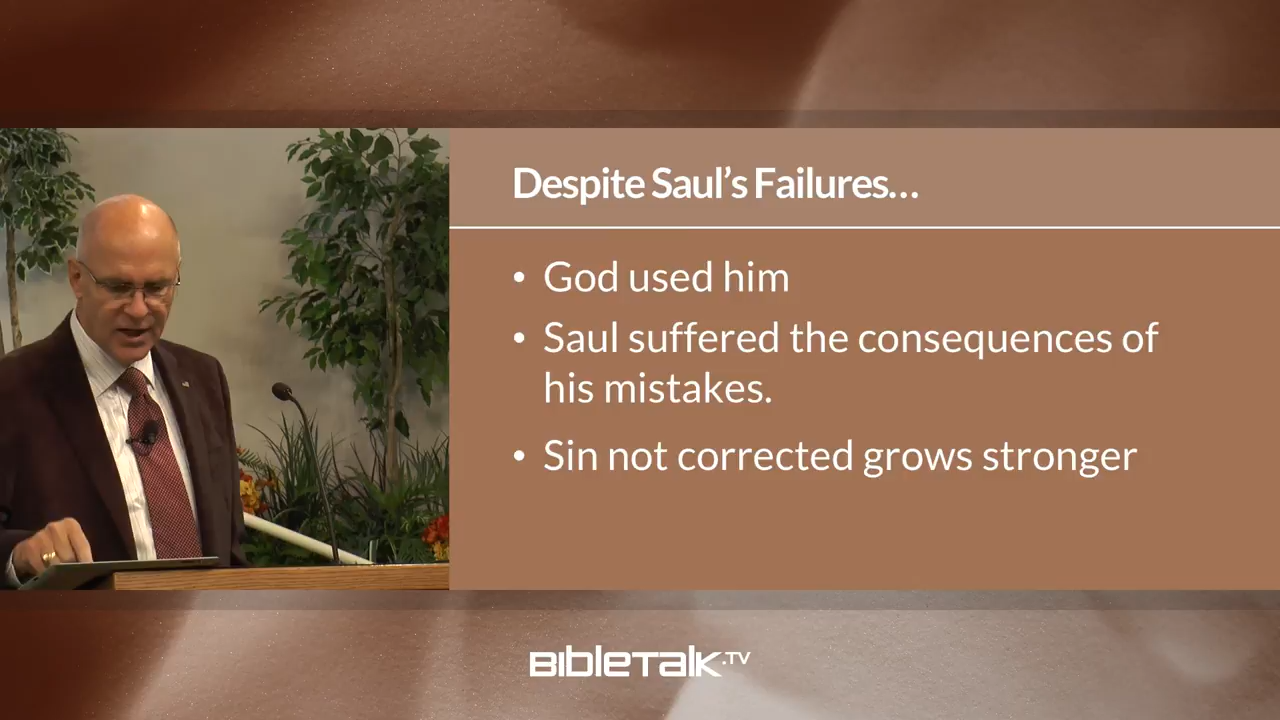 Despite Saul's Failures...
• God used him
• Saul suffered the consequences of
his mistakes.
• Sin not corrected grows stronger
BibleTalk.TV